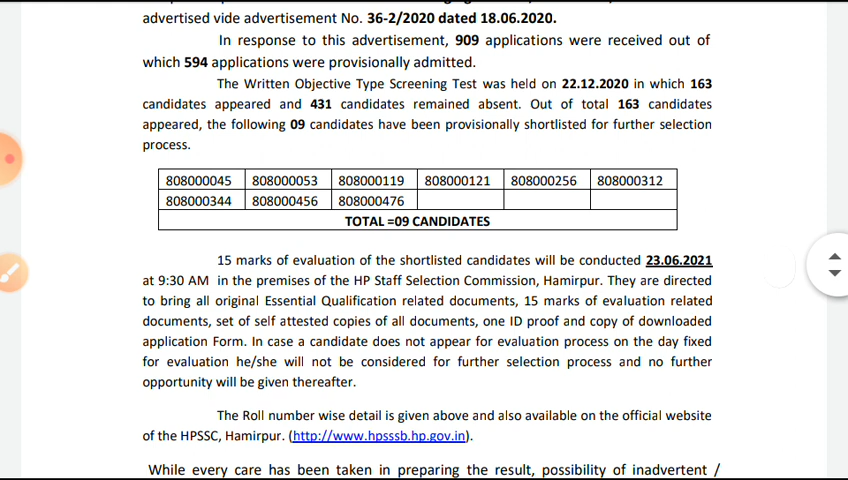 advertised vide advertisement No. 36-2/2020 dated 18.06.2020.
In response to this advertisement, 909 applications were received out of
which 594 applications were provisionally admitted.
The Written Objective Type Screening Test was held on 22.12.2020 in which 163
candidates appeared and 431 candidates remained absent. Out of total 163 candidates
appeared, the following 09 candidates have been provisionally shortlisted for further selection
process.
808000045 808000053 808000119 808000121 808000256 808000312
808000344 808000456 808000476
TOTAL =09 CANDIDATES
15 marks of evaluation of the shortlisted candidates will be conducted 23.06.2021
at 9:30 AM in the premises of the HP Staff Selection Commission, Hamirpur. They are directed
to bring all original Essential Qualification related documents, 15 marks of evaluation related
documents, set of self attested copies of all documents, one ID proof and copy of downloaded
application Form. In case a candidate does not appear for evaluation process on the day fixed
for evaluation he/she will not be considered for further selection process and no further
opportunity will be given thereafter.
The Roll number wise detail is given above and also available on the official website
of the HPSSC, Hamirpur. (http://www.hpsssb.hp.gov.in).
While every care has been taken in preparing the result, possibility of inadvertent /